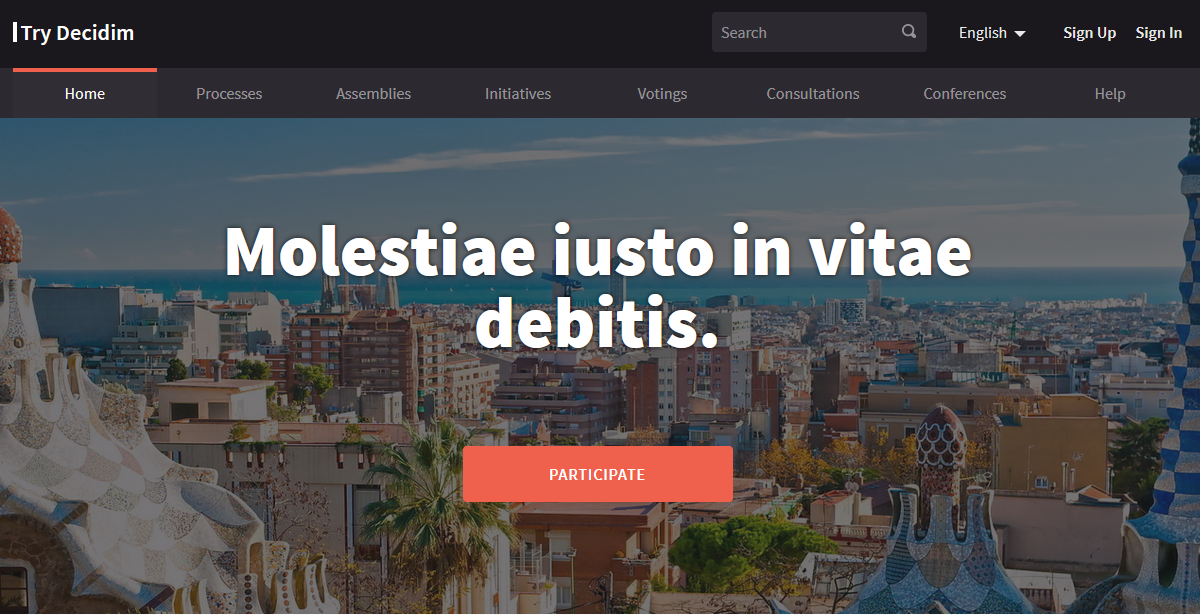 Try Decidim
Search
English
Sign Up
Sign In
Home
Processes
Assemblies
Initiatives
Votings
Consultations
Conferences
Help
Molestiae iusto in vitae
debitis.
PARTICIPATE